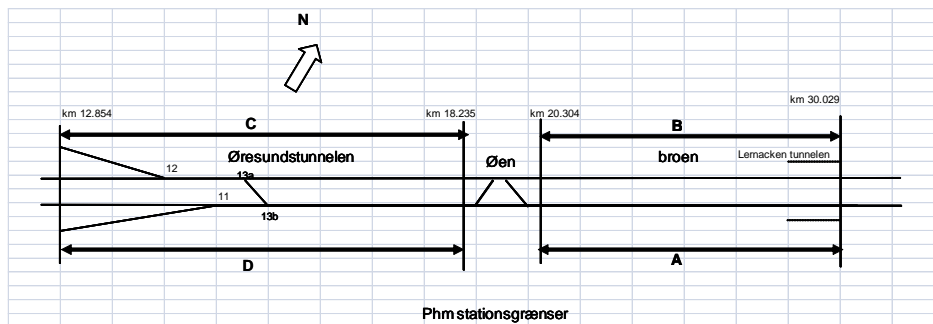 N
km 30.029
km 12.854
km 18.235
km 20.304
C
B
Øresundstunnelen
Øen
broen
Lernacken tunnelen
12
13a
11
13b
D
A
Phm stationsgrænser